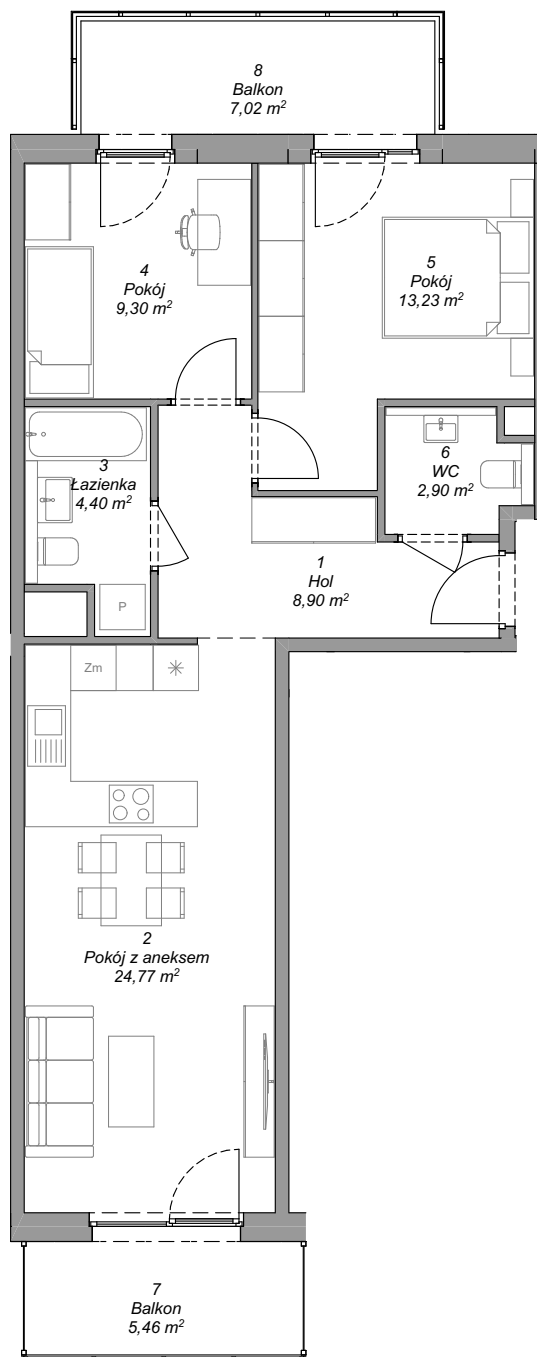 8
Balkon
7,02 m²
4
Pokój
9,30 m²
5
Pokój
13,23 m²
3
Łazienka
4,40 m²
6
WC
2,90 m²
1
Hol
8,90 m²
P
Zm
2
Pokój z aneksem
24,77 m²
7
Balkon
5,46 m²